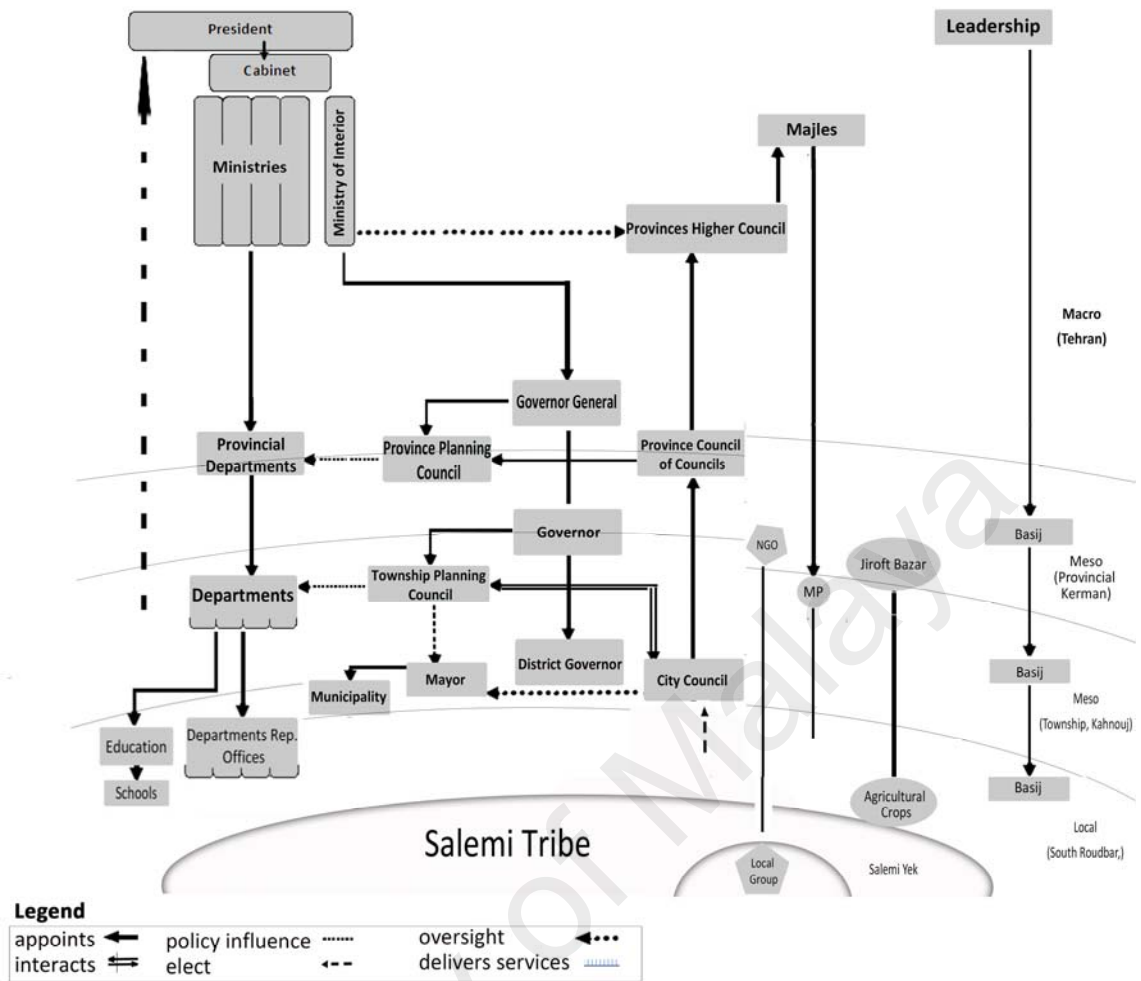 President
Leadership
Cabinet
Majles
Ministries
Ministry of Interior
Provinces Higher Council
Macro
(Tehran)
Governor General
Provincial
Departments
Province Planning
Council
Province Council
of Councils
Governor
NGO
Basij
Jiroft Bazar
Meso
(Provincial
Kerman)
Township Planning
Council
Departments
MP
District Governor
City Council
Basij
Mayor
Municipality
Meso
(Township, Kahnouj)
Education
Departments Rep.
Offices
Schools
Agricultural
Crops
Basij
Salemi Tribe
Local
(South Roudbar,)
Local
Group
Salemi Yek
of Malaya
Legend
appoints
policy influence
oversight
interacts
elect
delivers services